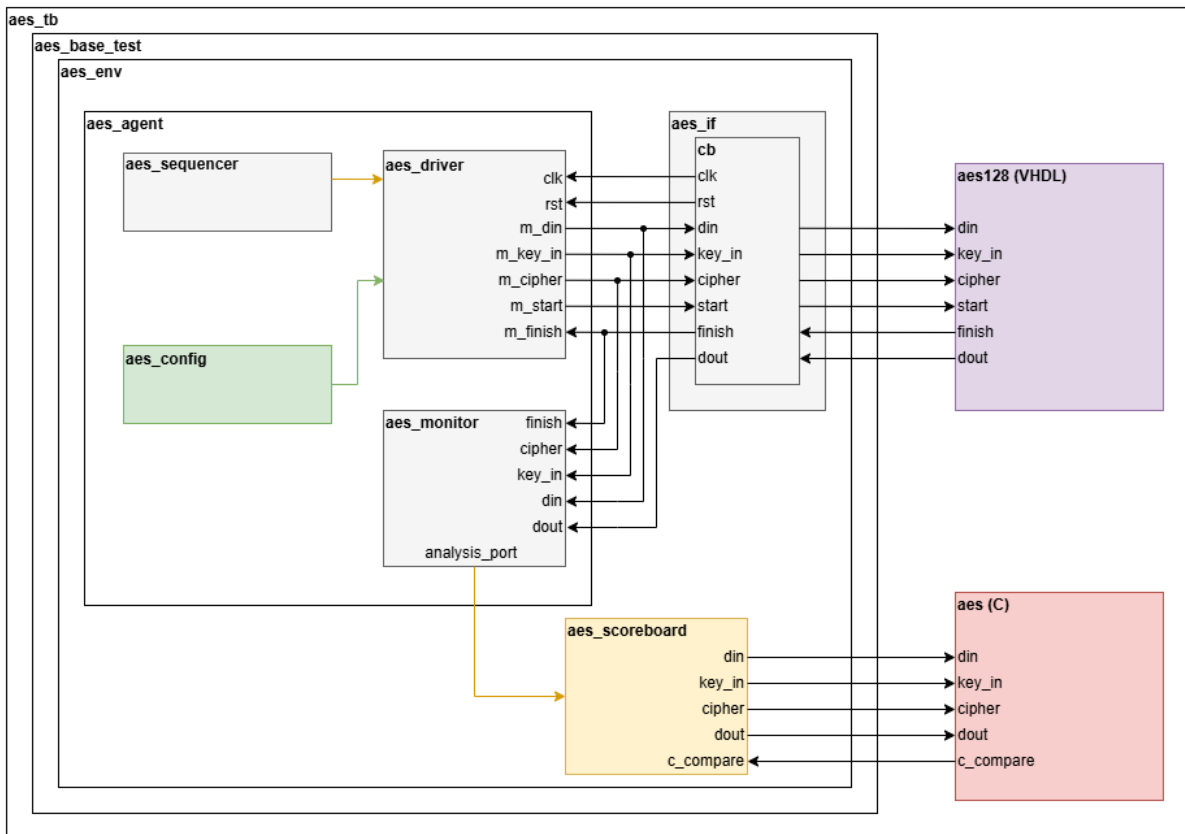 aes_tb
aes_base_test
aes_env
aes_agent
aes_sequencer
aes_config
aes_driver
clk
rst
m_din
m_key_in
m_cipher
m_start
m_finish
aes_monitor
finish
cipher
key_in
din
dout
analysis_port
aes_if
cb
clk
rst
din
key_in
cipher
start
finish
dout
aes128 (VHDL)
din
key_in
cipher
start
finish
dout
aes_scoreboard
din
key_in
cipher
dout
c_compare
aes (C)
din
key_in
cipher
dout
c_compare